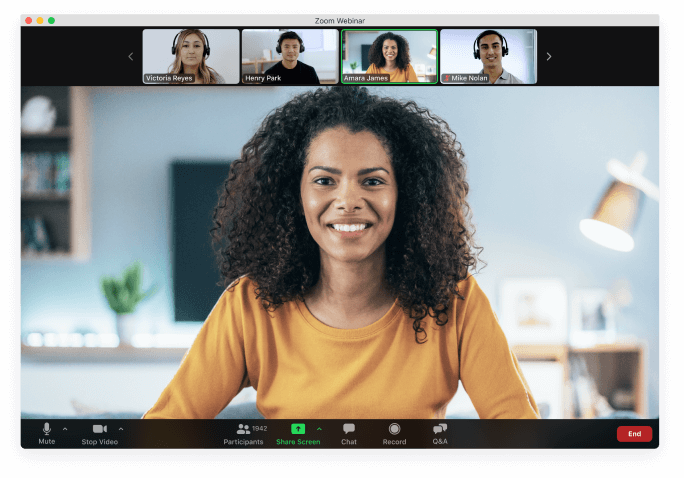 Zoom Webinar
Victoria Reyes
Henry Park
Amara James
Mike Nolan
1942
Mute
Stop Video
Participants
Share Screen
Chat
Record
Q&A
End